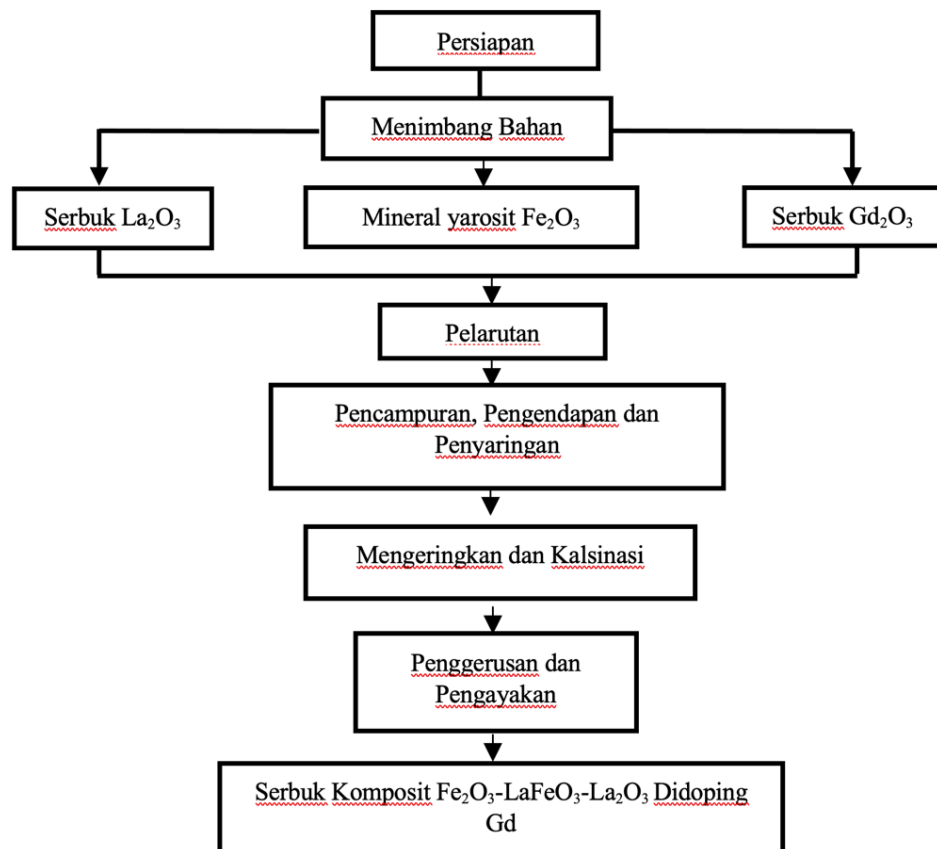 Persiapan
Menimbang Bahan
Serbuk La₂O₃
Mineral yarosit Fe₂O₃
Serbuk Gd₂O₃
Pelarutan
Pencampuran, Pengendapan dan
Penyaringan
Mengeringkan dan Kalsinasi
Penggerusan dan
Pengayakan
Serbuk Komposit Fe₂O₃-LaFeO₃-La₂O₃ Didoping
Gd